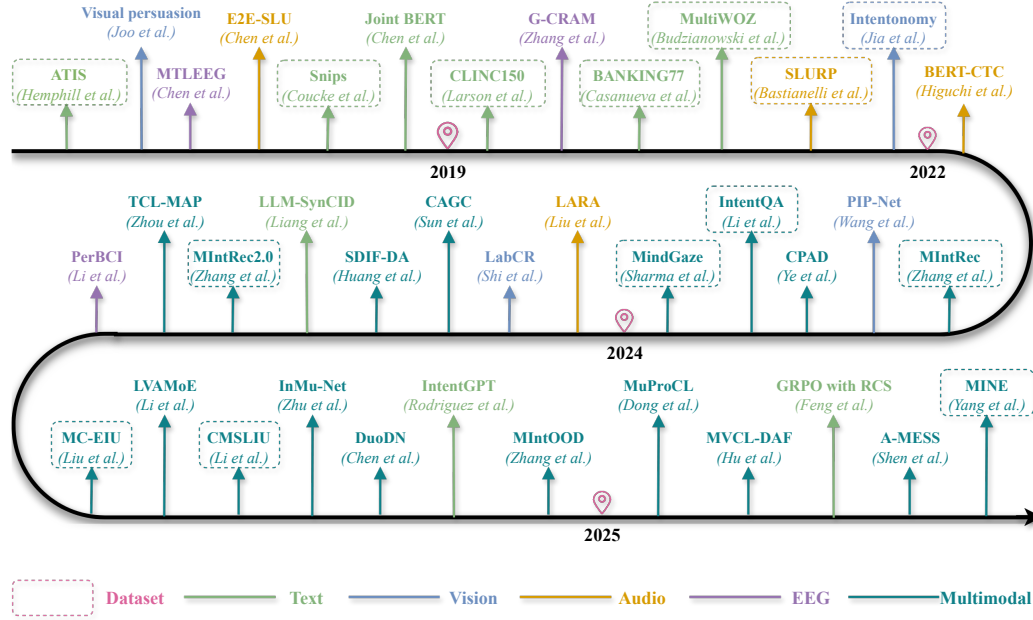 Visual persuasion
(Joo et al.)
E2E-SLU
(Chen et al.)
Joint BERT
(Chen et al.)
G-CRAM
(Zhang et al.)
MultiWOZ
(Budzianowski et al.)
Intentonomy
(Jia et al.)
ATIS
(Hemphill et al.)
MTLEEG
(Chen et al.)
Snips
(Coucke et al.)
CLINC150
(Larson et al.)
BANKING77
(Casanueva et al.)
SLURP
(Bastianelli et al.)
BERT-CTC
(Higuchi et al.)
2019
2022
TCL-MAP
(Zhou et al.)
LLM-SynCID
(Liang et al.)
CAGC
(Sun et al.)
LARA
(Liu et al.)
IntentQA
(Li et al.)
PIP-Net
(Wang et al.)
PerBCI
(Li et al.)
MIntRec2.0
(Zhang et al.)
SDIF-DA
(Huang et al.)
LabCR
(Shi et al.)
MindGaze
(Sharma et al.)
CPAD
(Ye et al.)
MIntRec
(Zhang et al.)
2024
LVAMoE
(Li et al.)
InMu-Net
(Zhu et al.)
IntentGPT
(Rodriguez et al.)
MuProCL
(Dong et al.)
GRPO with RCS
(Feng et al.)
MINE
(Yang et al.)
MC-EIU
(Liu et al.)
CMSLIU
(Li et al.)
DuoDN
(Chen et al.)
MIntOOD
(Zhang et al.)
MVCL-DAF
(Hu et al.)
A-MESS
(Shen et al.)
2025
Dataset
Text
Vision
Audio
EEG
Multimodal